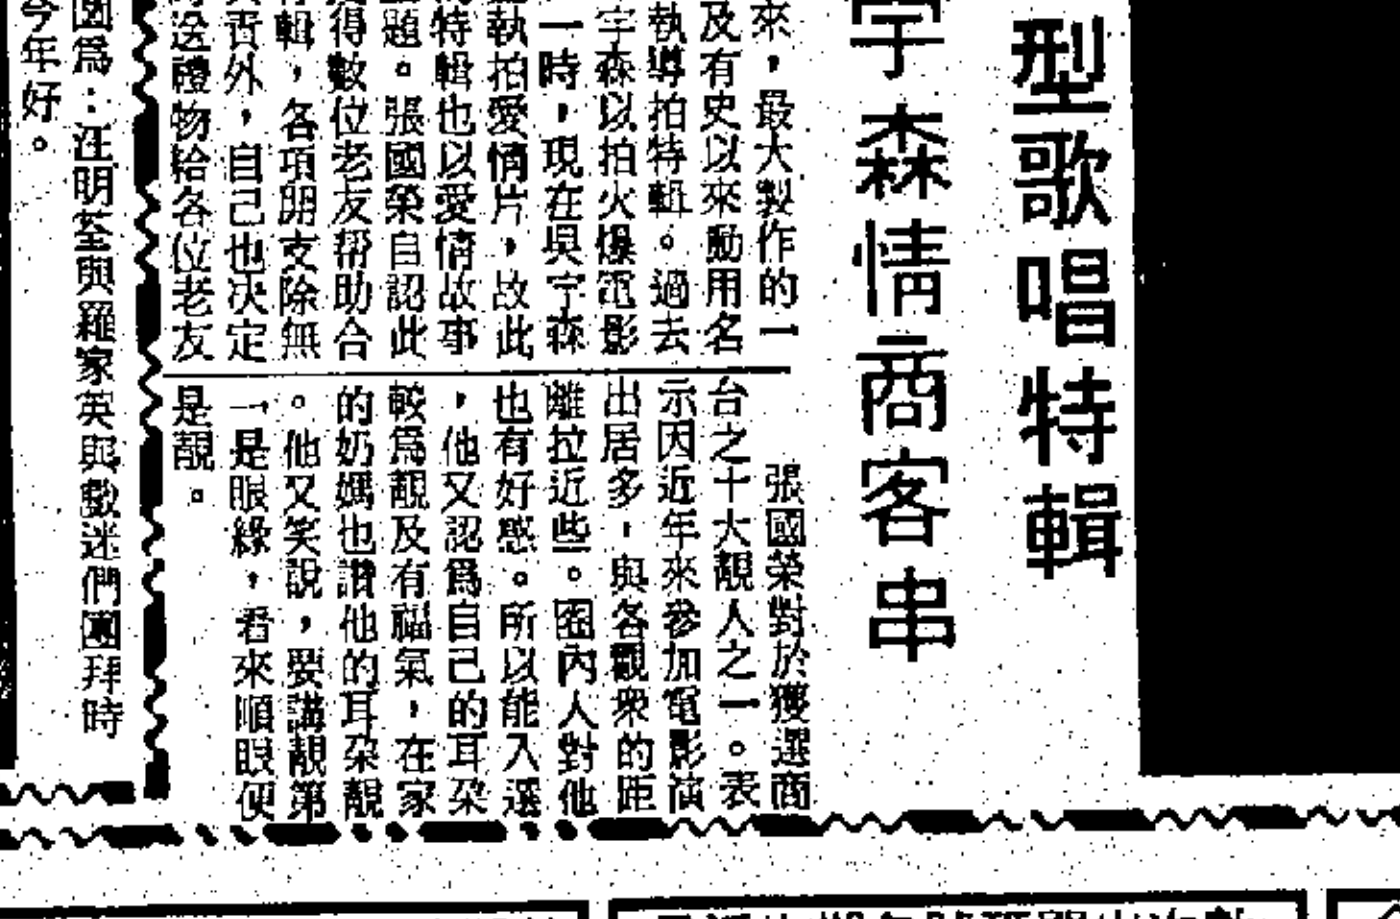 型歌唱特輯
宇森情商客串
來，最大製作的一
及有史以來動用名
執導拍特輯。過去
宇森以拍火爆電影
一時，現在吳宇森
執拍愛情片，故此
特輯也以愛情故事
題。張國榮自認此
得數位老友幫助合
輯，各項開支除無
責外，自己也決定
送禮物給各位老友
張國榮對於獲選商
台之十大靚人之一。表
示因近年來參加電影演
出居多，與各觀衆的距
離拉近些。圈內人對他
也有好感。所以能入選
，他又認爲自己的耳朶
較爲靚及有福氣，在家
的奶媽也讚他的耳朶靚
。他又笑說，要講靚第
一是眼緣，看來順眼便
是靚。
圖爲：汪明荃與羅家英與戲迷們團拜時
今年好。